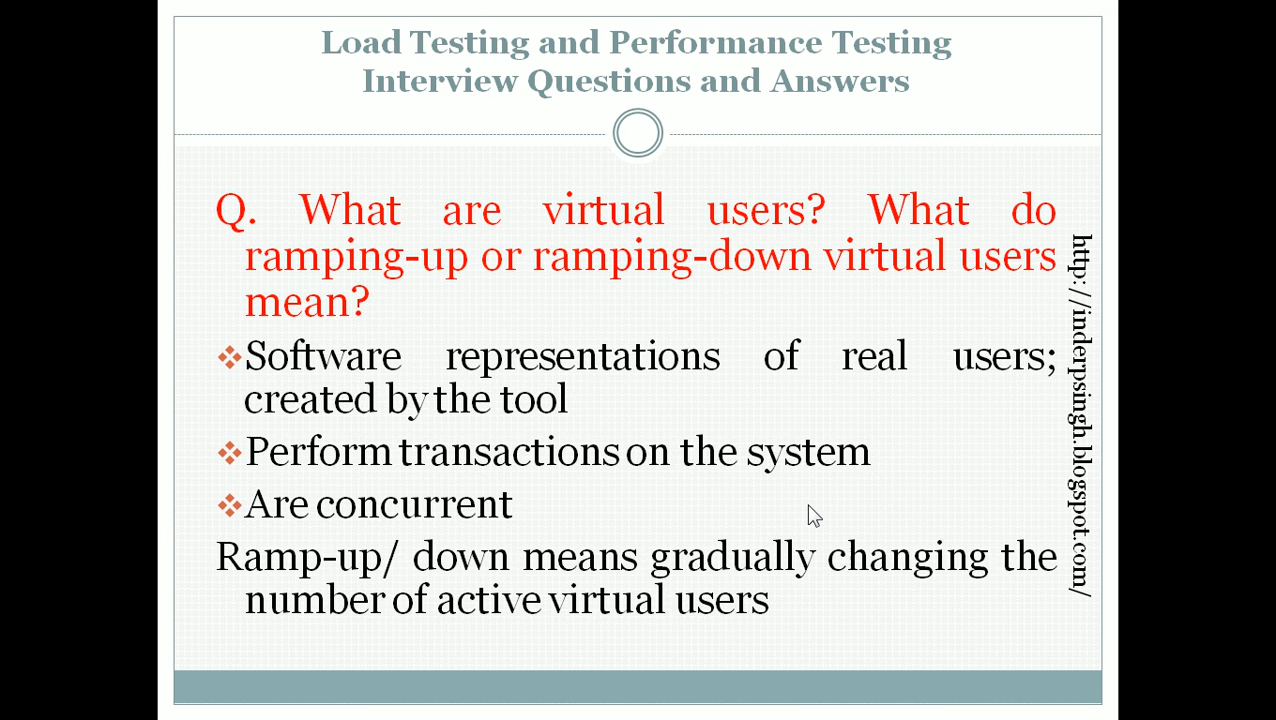 Load Testing and Performance Testing
Interview Questions and Answers
Q. What are virtual users? What do
ramping-up or ramping-down virtual users
mean?
Software representations of real users;
created by the tool
Perform transactions on the system
Are concurrent
Ramp-up/ down means gradually changing the
number of active virtual users
http://inderpsingh.blogspot.com/